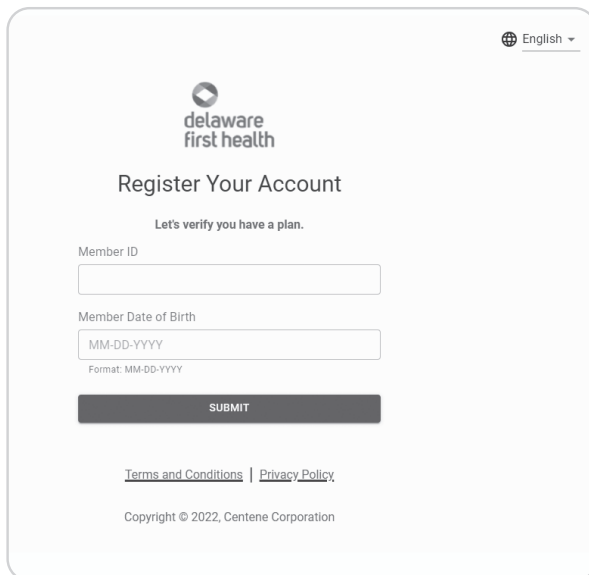 English
delaware
first health
Register Your Account
Let's verify you have a plan.
Member ID
Member Date of Birth
MM-DD-YYYY
Format: MM-DD-YYYY
SUBMIT
Terms and Conditions | Privacy Policy
Copyright © 2022, Centene Corporation